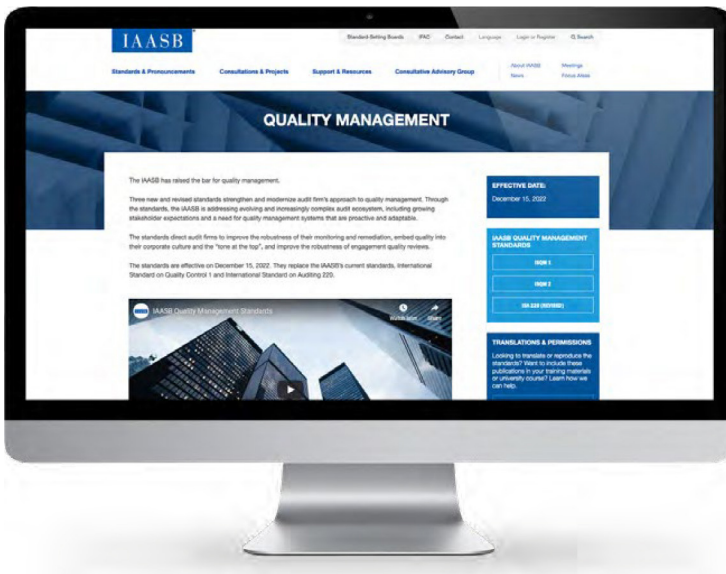 IAASB
Standard-Setting Boards IFAC Contact Language Login or Register Search
Standards & Pronouncements Consultations & Projects Support & Resources Consultative Advisory Group
About IAASB Meetings
News Focus Areas
QUALITY MANAGEMENT
The IAASB has raised the bar for quality management.
Three new and revised standards strengthen and modernize audit firm's approach to quality management. Through
the standards, the IAASB is addressing evolving and increasingly complex audit ecosystem, including growing
stakeholder expectations and a need for quality management systems that are proactive and adaptable.
The standards direct audit firms to improve the robustness of their monitoring and remediation, embed quality into
their corporate culture and the "tone at the top", and improve the robustness of engagement quality reviews.
The standards are effective on December 15, 2022. They replace the IAASB's current standards, International
Standard on Quality Control 1 and International Standard on Auditing 220.
IAASB Quality Management Standards
Watch later Share
EFFECTIVE DATE:
December 15, 2022
IAASB QUALITY MANAGEMENT
STANDARDS
ISQM 1
ISQM 2
ISA 220 (REVISED)
TRANSLATIONS & PERMISSIONS
Looking to translate or reproduce the
standards? Want to include these
publications in your training materials
or university course? Learn how we
can help.